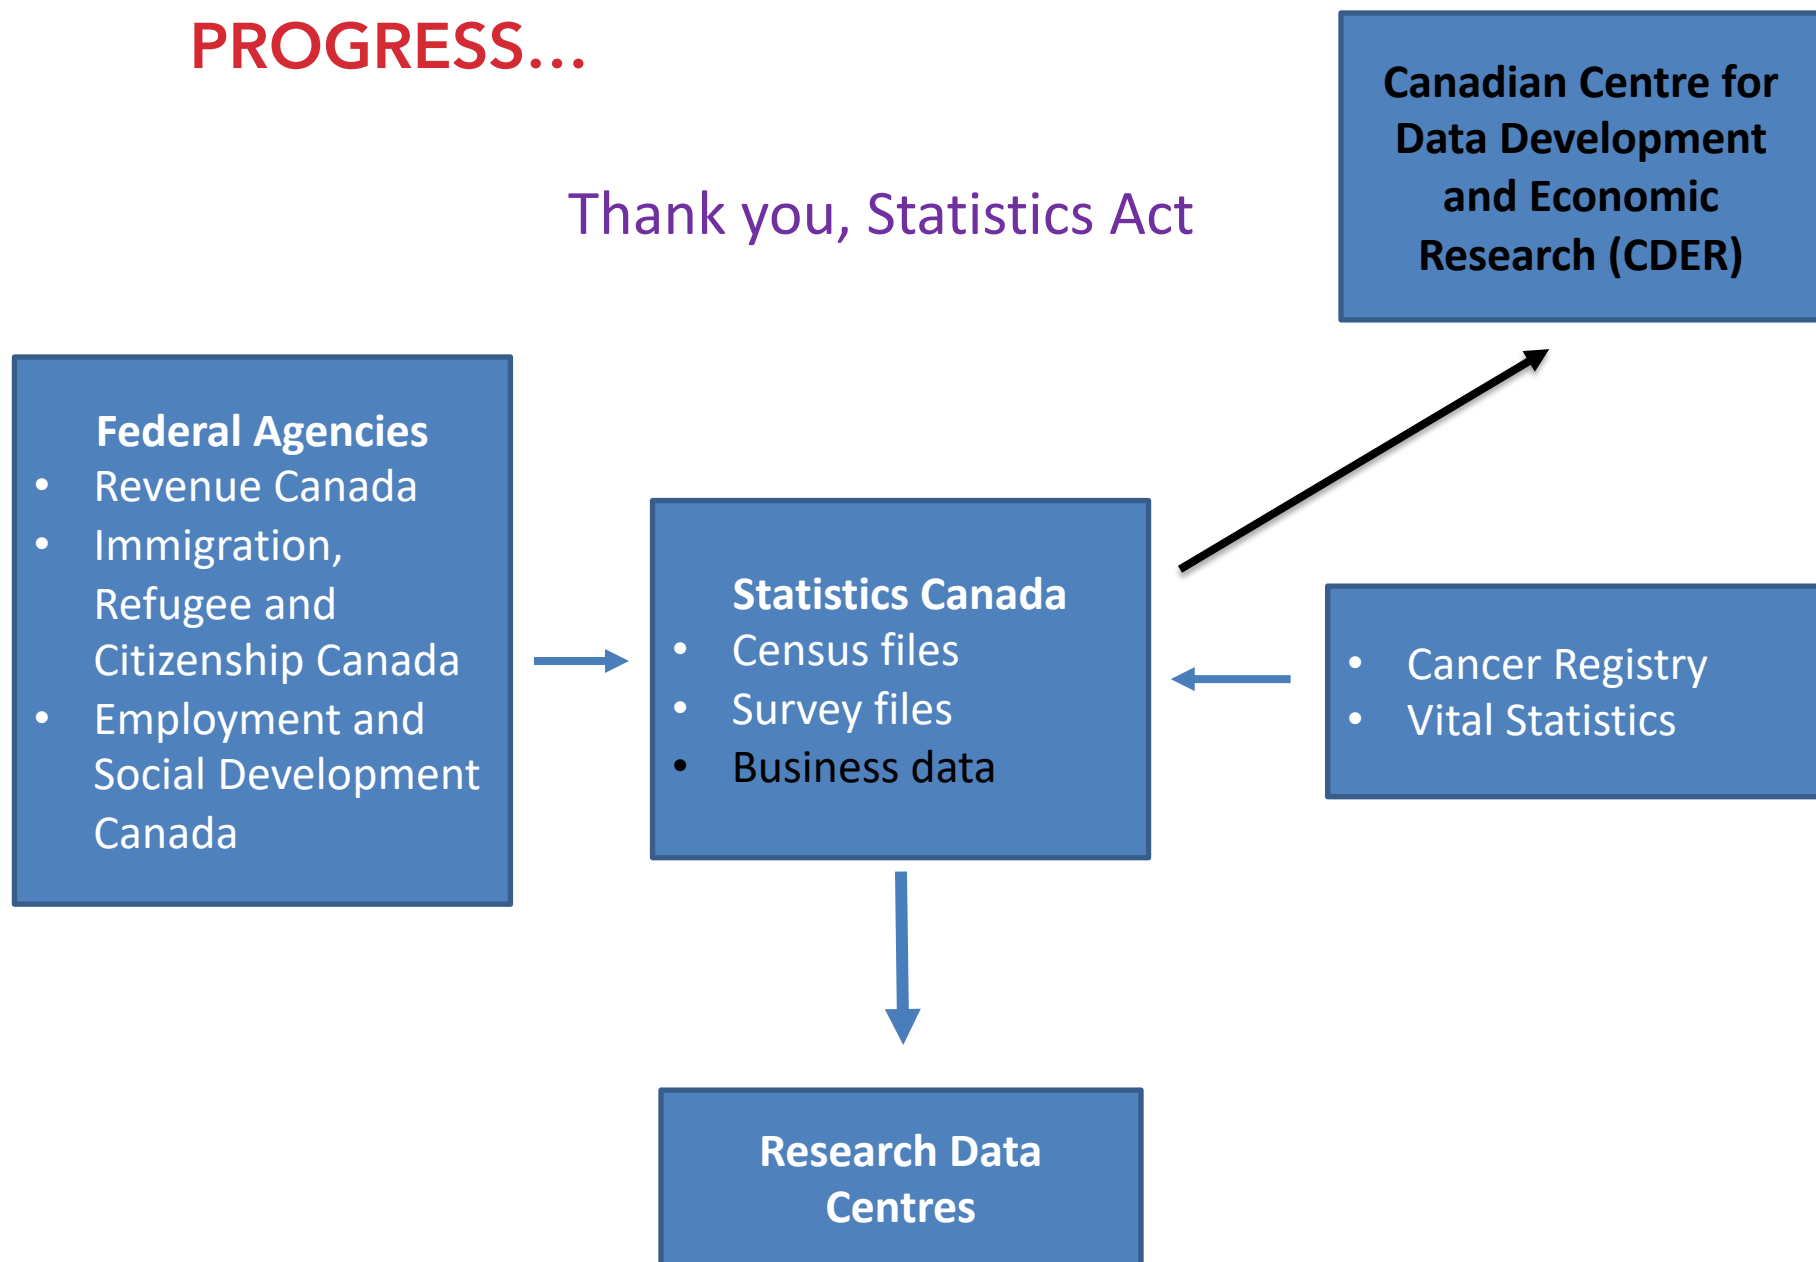 PROGRESS...
Thank you, Statistics Act
Canadian Centre for
Data Development
and Economic
Research (CDER)
Federal Agencies
• Revenue Canada
• Immigration,
Refugee and
Citizenship Canada
• Employment and
Social Development
Canada
Statistics Canada
• Census files
• Survey files
• Business data
• Cancer Registry
• Vital Statistics
Research Data
Centres